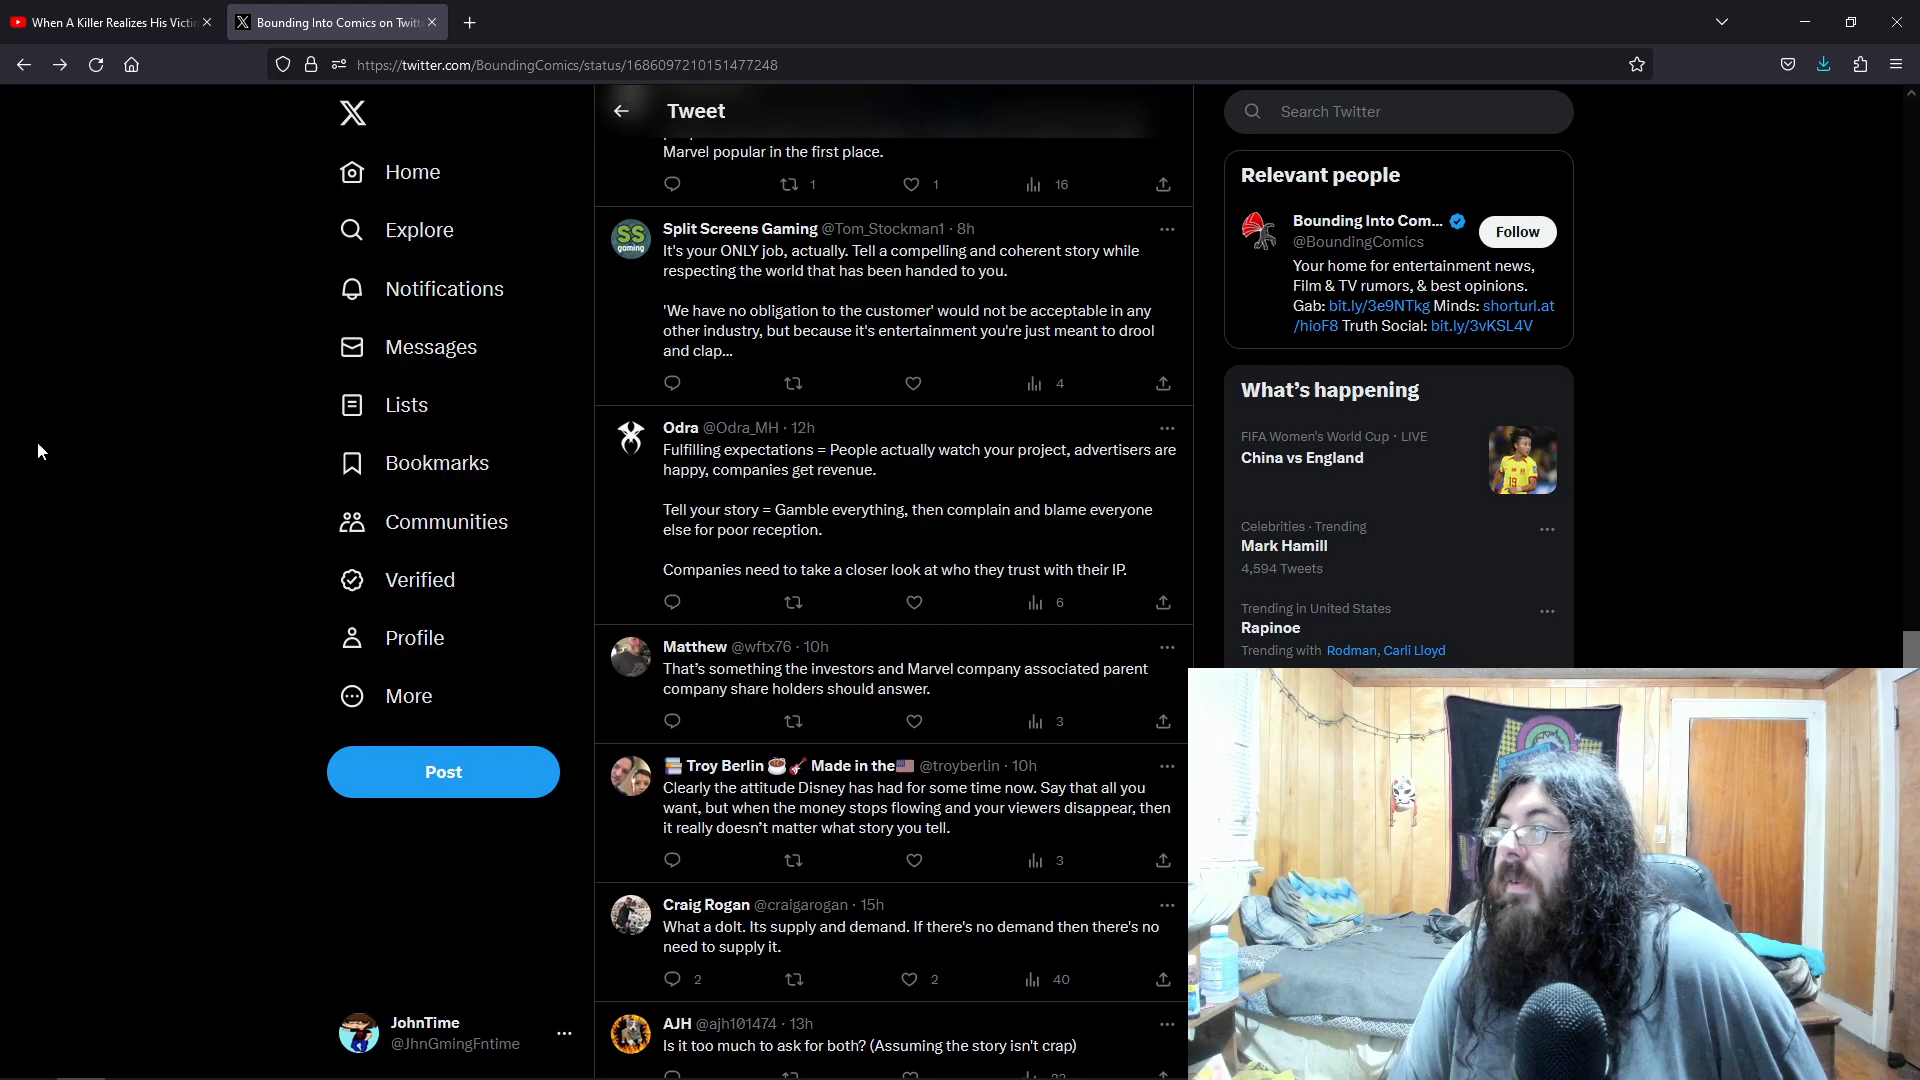 When A Killer Realizes His Victi
Bounding Into Comics on Twitt
https://twitter.com/BoundingComics/status/1686097210151477248
Home
Explore
Notifications
Messages
Lists
Bookmarks
Communities
Verified
Profile
More
Post
JohnTime
@JhnGmingFntime
Tweet
Marvel popular in the first place.
1
1
16
SS
gaming
Split Screens Gaming @Tom_Stockman1 · 8h
It's your ONLY job, actually. Tell a compelling and coherent story while
respecting the world that has been handed to you.
'We have no obligation to the customer' would not be acceptable in any
other industry, but because it's entertainment you're just meant to drool
and clap...
4
Odra @Odra_MH · 12h
Fulfilling expectations = People actually watch your project, advertisers are
happy, companies get revenue.
Tell your story = Gamble everything, then complain and blame everyone
else for poor reception.
Companies need to take a closer look at who they trust with their IP.
6
Matthew @wftx76 · 10h
That's something the investors and Marvel company associated parent
company share holders should answer.
3
📚 Troy Berlin ☕🎸 Made in the🇺🇸 @troyberlin · 10h
Clearly the attitude Disney has had for some time now. Say that all you
want, but when the money stops flowing and your viewers disappear, then
it really doesn't matter what story you tell.
3
Craig Rogan @craigarogan · 15h
What a dolt. Its supply and demand. If there's no demand then there's no
need to supply it.
2
2
40
AJH @ajh101474 · 13h
Is it too much to ask for both? (Assuming the story isn't crap)
Search Twitter
Relevant people
Bounding Into Com...
@BoundingComics
Follow
Your home for entertainment news,
Film & TV rumors, & best opinions.
Gab: bit.ly/3e9NTkg Minds: shorturl.at
/hioF8 Truth Social: bit.ly/3vKSL4V
What's happening
FIFA Women's World Cup · LIVE
China vs England
19
Celebrities · Trending
Mark Hamill
4,594 Tweets
Trending in United States
Rapinoe
Trending with Rodman, Carli Lloyd